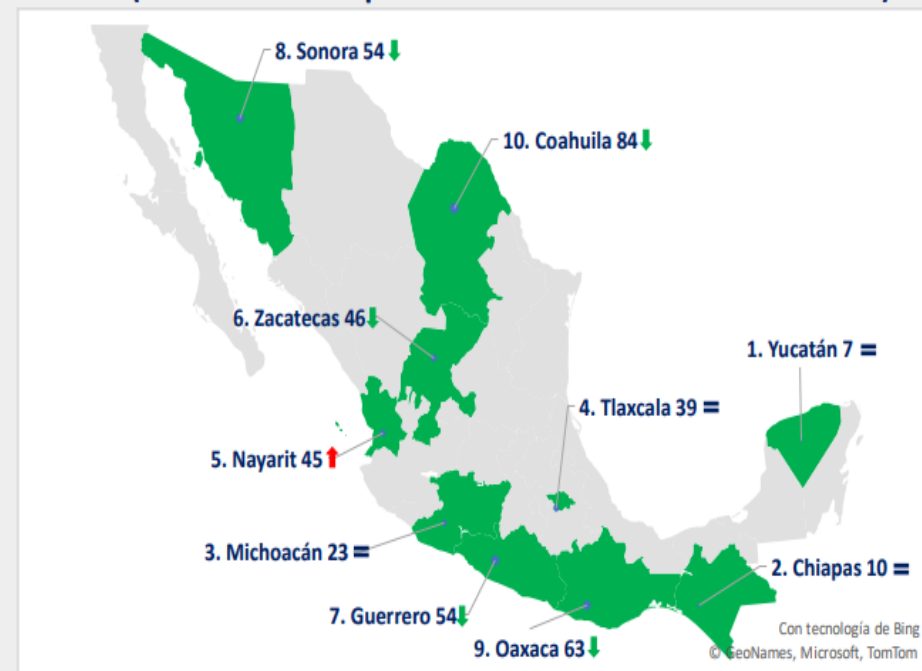 8. Sonora 54
10. Coahuila 84
6. Zacatecas 46
1. Yucatán 7 =
4. Tlaxcala 39 =
5. Nayarit 45
3. Michoacán 23 =
2. Chiapas 10 =
7. Guerrero 54
9. Oaxaca 63
Con tecnología de Bing
© GeoNames, Microsoft, TomTom